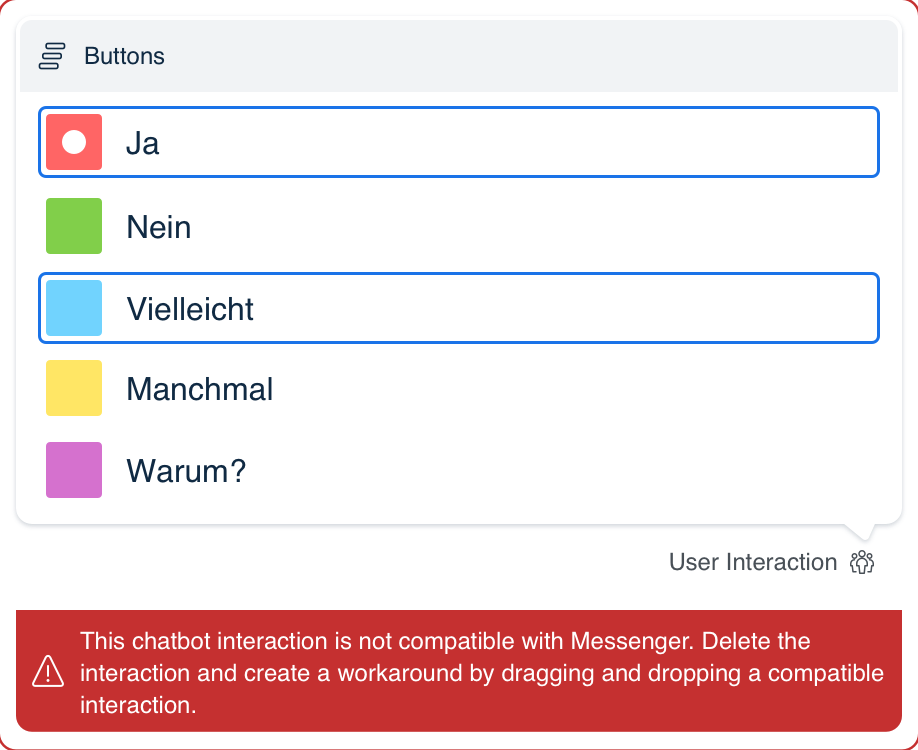 Buttons
Ja
Nein
Vielleicht
Manchmal
Warum?
User Interaction
This chatbot interaction is not compatible with Messenger. Delete the
interaction and create a workaround by dragging and dropping a compatible
interaction.